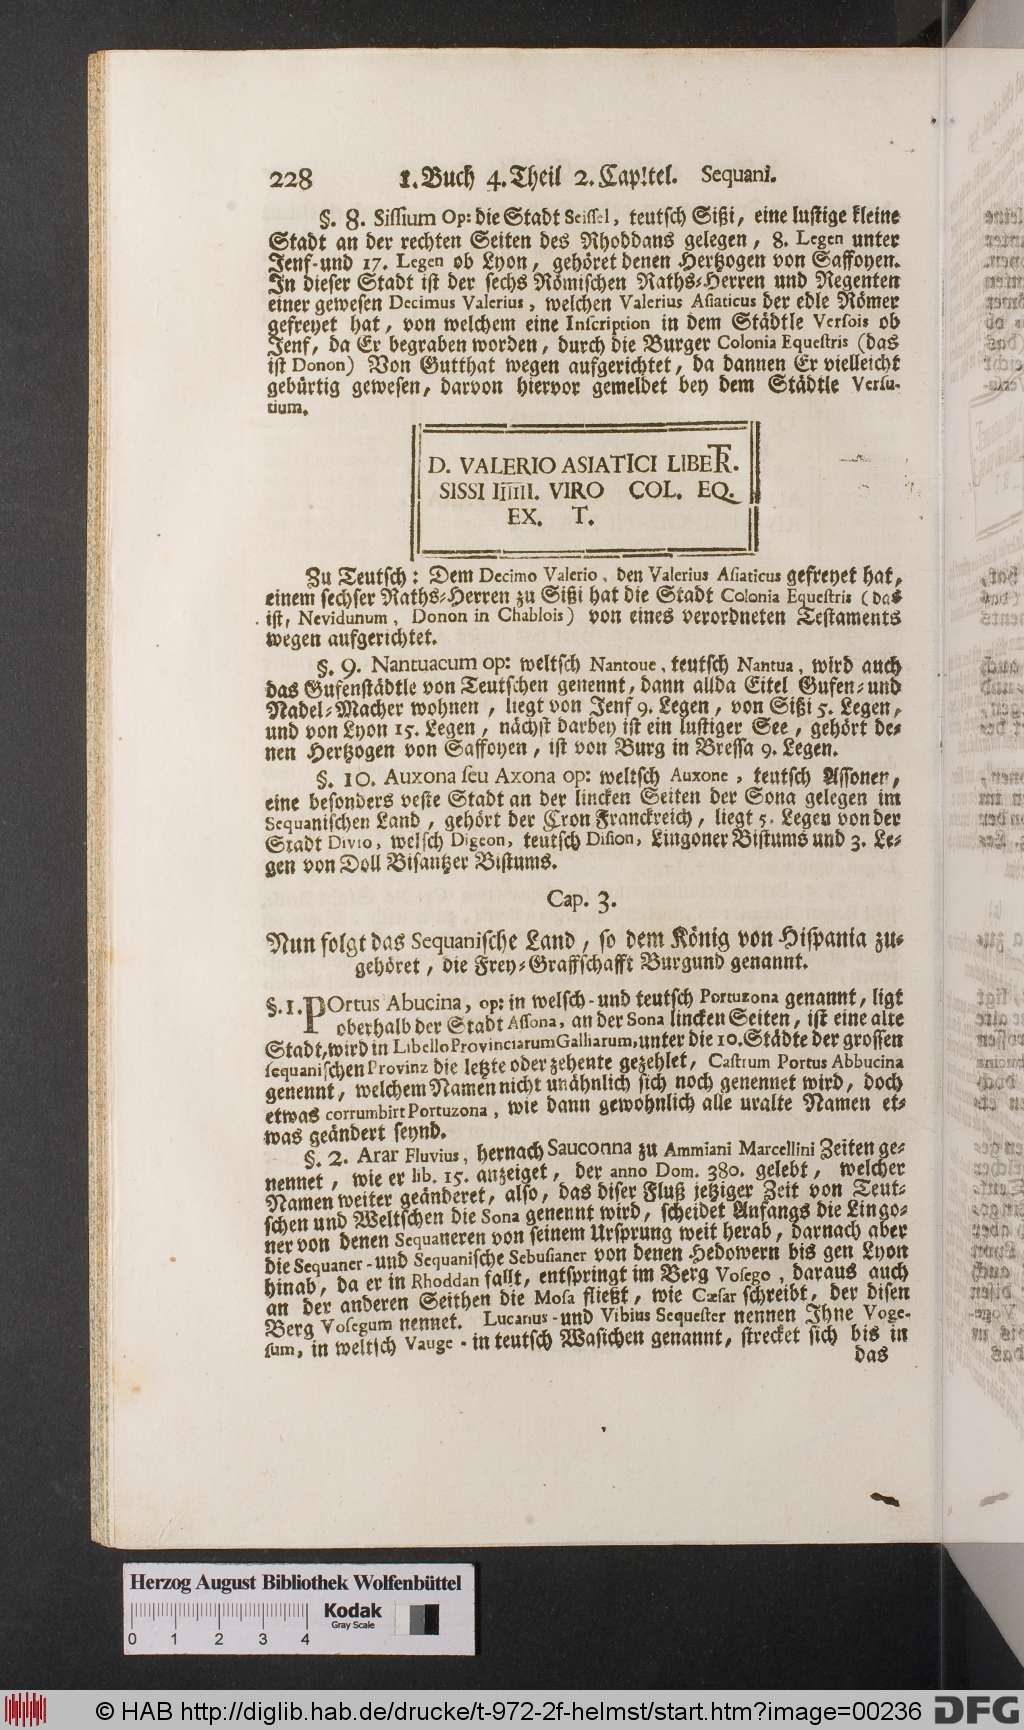 228 1. Buch 4. Theil 2. Capitel. Sequani.
§. 8. Sissium Op: die Stadt Seissel, teutsch Sißi, eine lustige kleine
Stadt an der rechten Seiten des Rhoddans gelegen, 8. Legen unter
Jenf- und 17. Legen ob Lyon, gehöret denen Hertzogen von Saffoyen.
In dieser Stadt ist der sechs Römischen Raths-Herren und Regenten
einer gewesen Decimus Valerius, welchen Valerius Asiaticus der edle Römer
gefreyet hat, von welchem eine Inscription in dem Städtle Versois ob
Jenf, da Er begraben worden, durch die Burger Colonia Equestris (das
ist Donon) Von Gutthat wegen aufgerichtet, da dannen Er vielleicht
gebürtig gewesen, darvon hiervor gemeldet bey dem Städtle Versu-
tium.
D. VALERIO ASIATICI LIBETR.
SISSI IIIIII. VIRO COL. EQ.
EX. T.
Zu Teutsch: Dem Decimo Valerio, den Valerius Asiaticus gefreyet hat,
einem sechser Raths-Herren zu Sißi hat die Stadt Colonia Equestris (das
ist, Nevidunum, Donon in Chablois) von eines verordneten Testaments
wegen aufgerichtet.
§. 9. Nantuacum op: weltsch Nantoue, teutsch Nantua, wird auch
das Gufenstädtle von Teutschen genennt, dann allda Eitel Gufen- und
Nadel-Macher wohnen, liegt von Jenf 9. Legen, von Sißi 5. Legen,
und von Lyon 15. Legen, nächst darbey ist ein lustiger See, gehört de-
nen Hertzogen von Saffoyen, ist von Burg in Bressa 9. Legen.
§. 10. Auxona seu Axona op: weltsch Auxone, teutsch Assonen,
eine besonders veste Stadt an der lincken Seiten der Sona gelegen im
Sequanischen Land, gehört der Cron Franckreich, liegt 5. Legen von der
Stadt Divio, welsch Digeon, teutsch Dision, Lingoner Bistums und 3. Le-
gen von Doll Bisantzer Bistums.
Cap. 3.
Nun folgt das Sequanische Land, so dem König von Hispania zu-
gehöret, die Frey-Graffschafft Burgund genannt.
§. 1. POrtus Abucina, op: in welsch- und teutsch Portuzona genannt, ligt
oberhalb der Stadt Assona, an der Sona lincken Seiten, ist eine alte
Stadt, wird in Libello Provinciarum Galliarum, unter die 10. Städte der grossen
sequanischen Provinz die letzte oder zehente gezehlet, Castrum Portus Abbucina
genennt, welchem Namen nicht unähnlich sich noch genennet wird, doch
etwas corrumbirt Portuzona, wie dann gewohnlich alle uralte Namen et-
was geändert seynd.
§. 2. Arar Fluvius, hernach Sauconna zu Ammiani Marcellini Zeiten ge-
nennet, wie er lib. 15. anzeiget, der anno Dom. 380. gelebt, welcher
Namen weiter geänderet, also, das diser Fluß jetziger Zeit von Teut-
schen und Weltschen die Sona genennt wird, scheidet Anfangs die Lingo-
ner von denen Sequaneren von seinem Ursprung weit herab, darnach aber
die Sequaner- und Sequanische Sebusianer von denen Hedowern bis gen Lyon
hinab, da er in Rhoddan fallt, entspringt im Berg Vosego, daraus auch
an der anderen Seithen die Mosa fließt, wie Cæsar schreibt, der disen
Berg Vosegum nennet. Lucanus- und Vibius Sequester nennen Ihne Voge-
sum, in weltsch Vauge- in teutsch Wasichen genannt, strecket sich bis in
das
Herzog August Bibliothek Wolfenbüttel
Kodak
Gray Scale
0 1 2 3 4
© HAB http://diglib.hab.de/drucke/t-972-2f-helmst/start.htm?image=00236 DFG